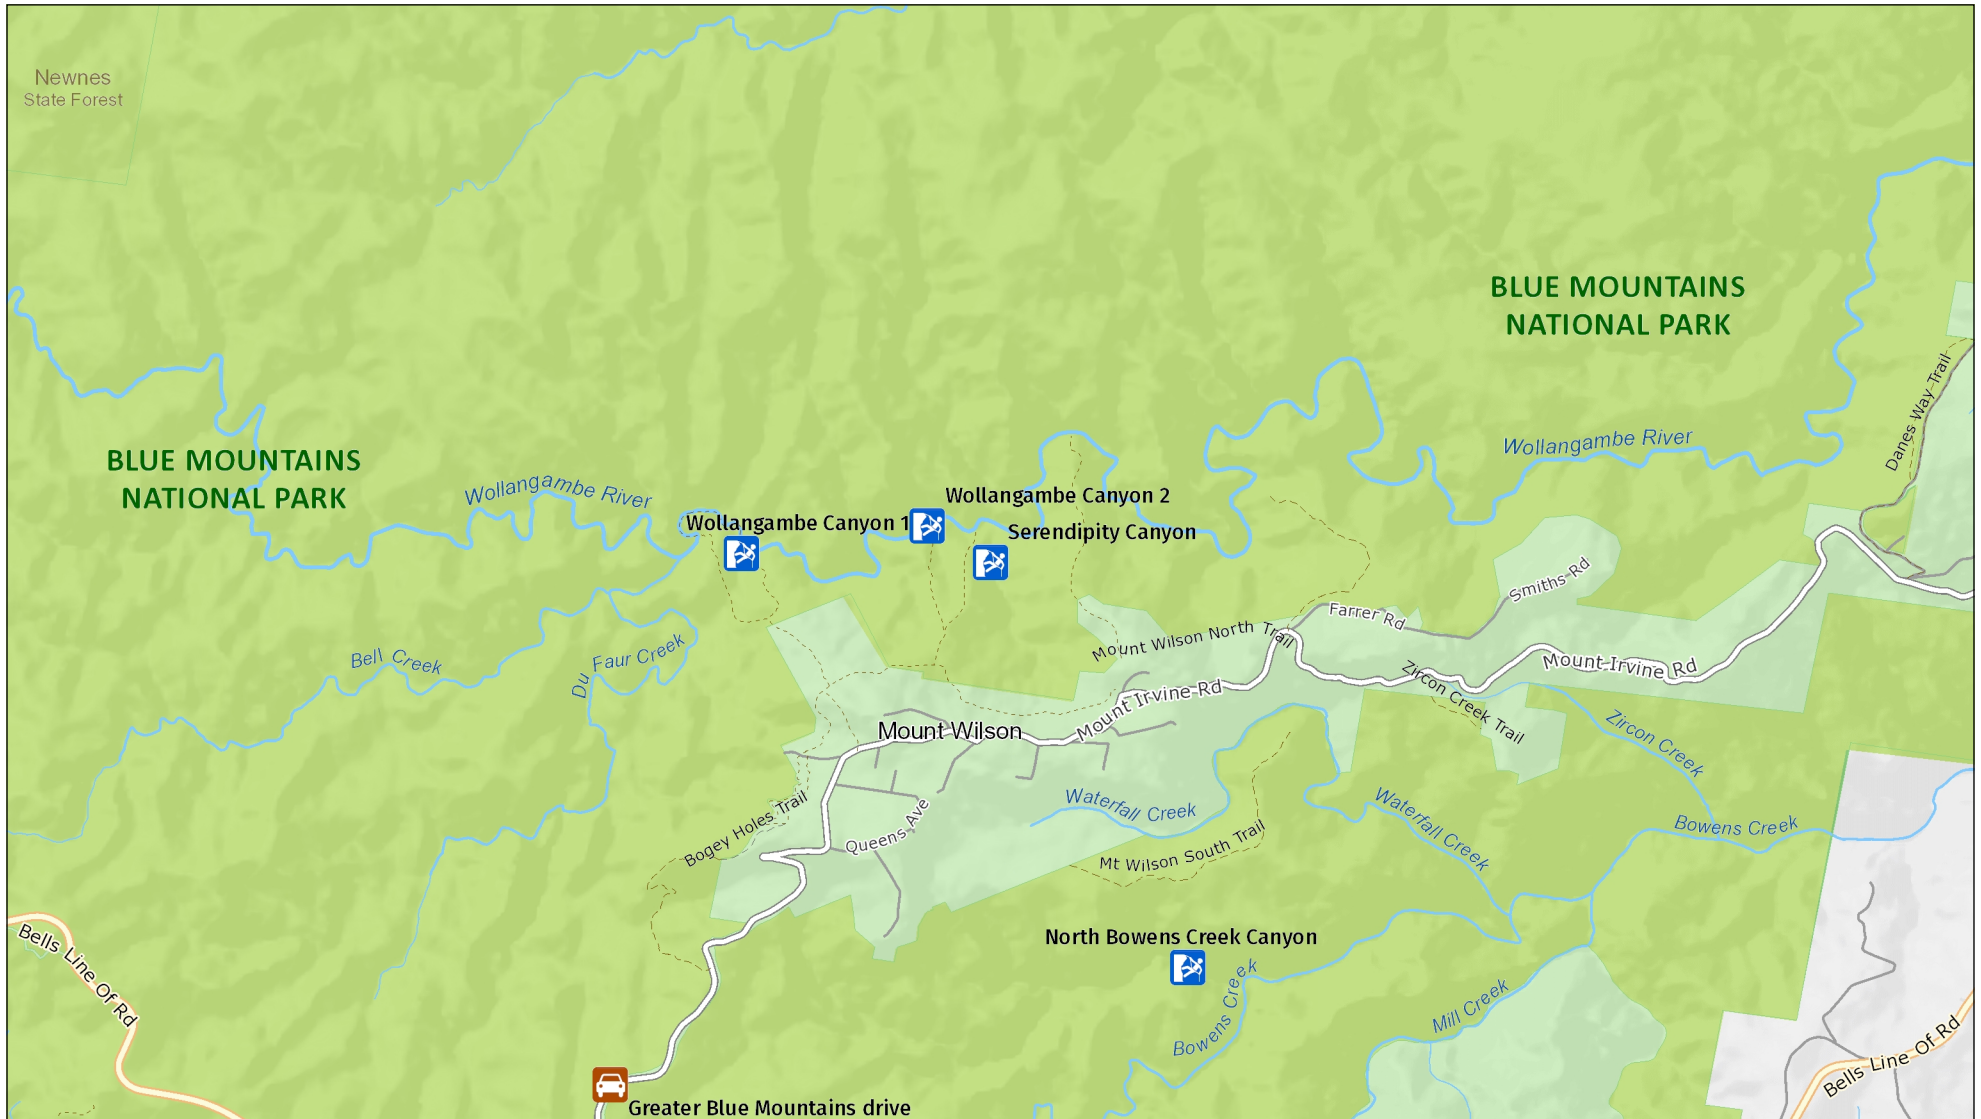 Newnes
State Forest
BLUE MOUNTAINS
NATIONAL PARK
BLUE MOUNTAINS
NATIONAL PARK
Danes Way Trail
Wollangambe River
Wollangambe River
Wollangambe Canyon 2
Wollangambe Canyon 1
Serendipity Canyon
Smiths Rd
Farrer Rd
Mount Wilson North Trail
Bell Creek
Du Faur Creek
Mount Irvine Rd
Mount Irvine Rd
Zircon Creek Trail
Zircon Creek
Mount Wilson
Waterfall Creek
Waterfall Creek
Bowens Creek
Bogey Holes Trail
Queens Ave
Mt Wilson South Trail
North Bowens Creek Canyon
Bowens Creek
Mill Creek
Bells Line Of Rd
Bells Line Of Rd
Greater Blue Mountains drive